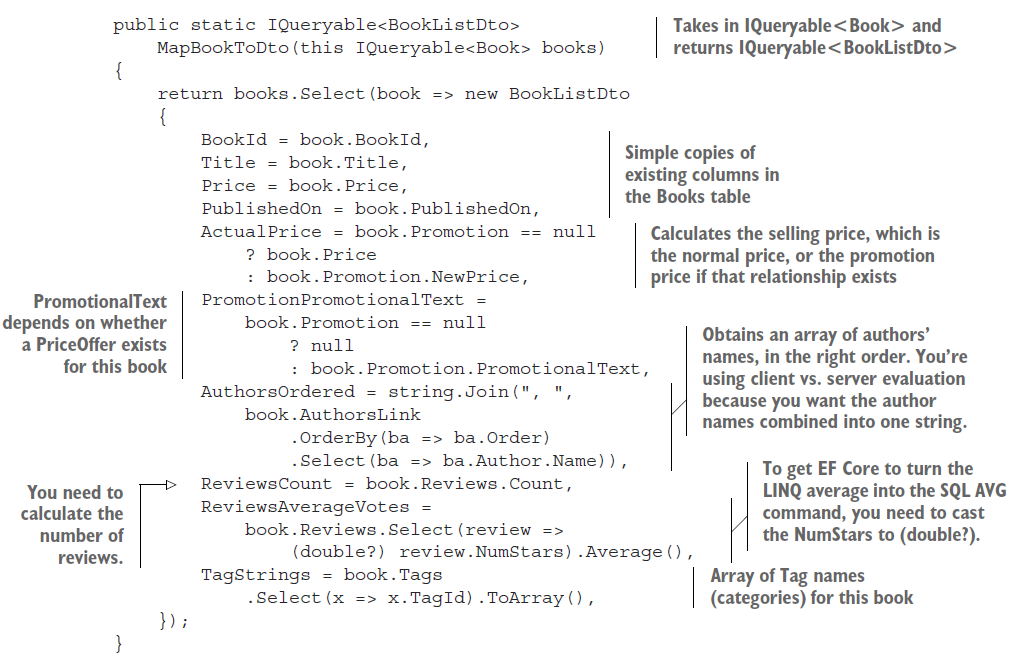 public static IQueryable<BookListDto>
MapBookToDto(this IQueryable<Book> books)
{
return books.Select(book => new BookListDto
{
BookId = book.BookId,
Title = book.Title,
Price = book.Price,
PublishedOn = book.PublishedOn,
ActualPrice = book.Promotion == null
? book.Price
: book.Promotion.NewPrice,
PromotionPromotionalText =
book.Promotion == null
? null
: book.Promotion.PromotionalText,
AuthorsOrdered = string.Join(", ",
book.AuthorsLink
.OrderBy(ba => ba.Order)
.Select(ba => ba.Author.Name)),
ReviewsCount = book.Reviews.Count,
ReviewsAverageVotes =
book.Reviews.Select(review =>
(double?) review.NumStars).Average(),
TagStrings = book.Tags
.Select(x => x.TagId).ToArray(),
});
}
Takes in IQueryable<Book> and
returns IQueryable<BookListDto>
Simple copies of
existing columns in
the Books table
Calculates the selling price, which is
the normal price, or the promotion
price if that relationship exists
PromotionalText
depends on whether
a PriceOffer exists
for this book
Obtains an array of authors’
names, in the right order. You’re
using client vs. server evaluation
because you want the author
names combined into one string.
You need to
calculate the
number of
reviews.
To get EF Core to turn the
LINQ average into the SQL AVG
command, you need to cast
the NumStars to (double?).
Array of Tag names
(categories) for this book